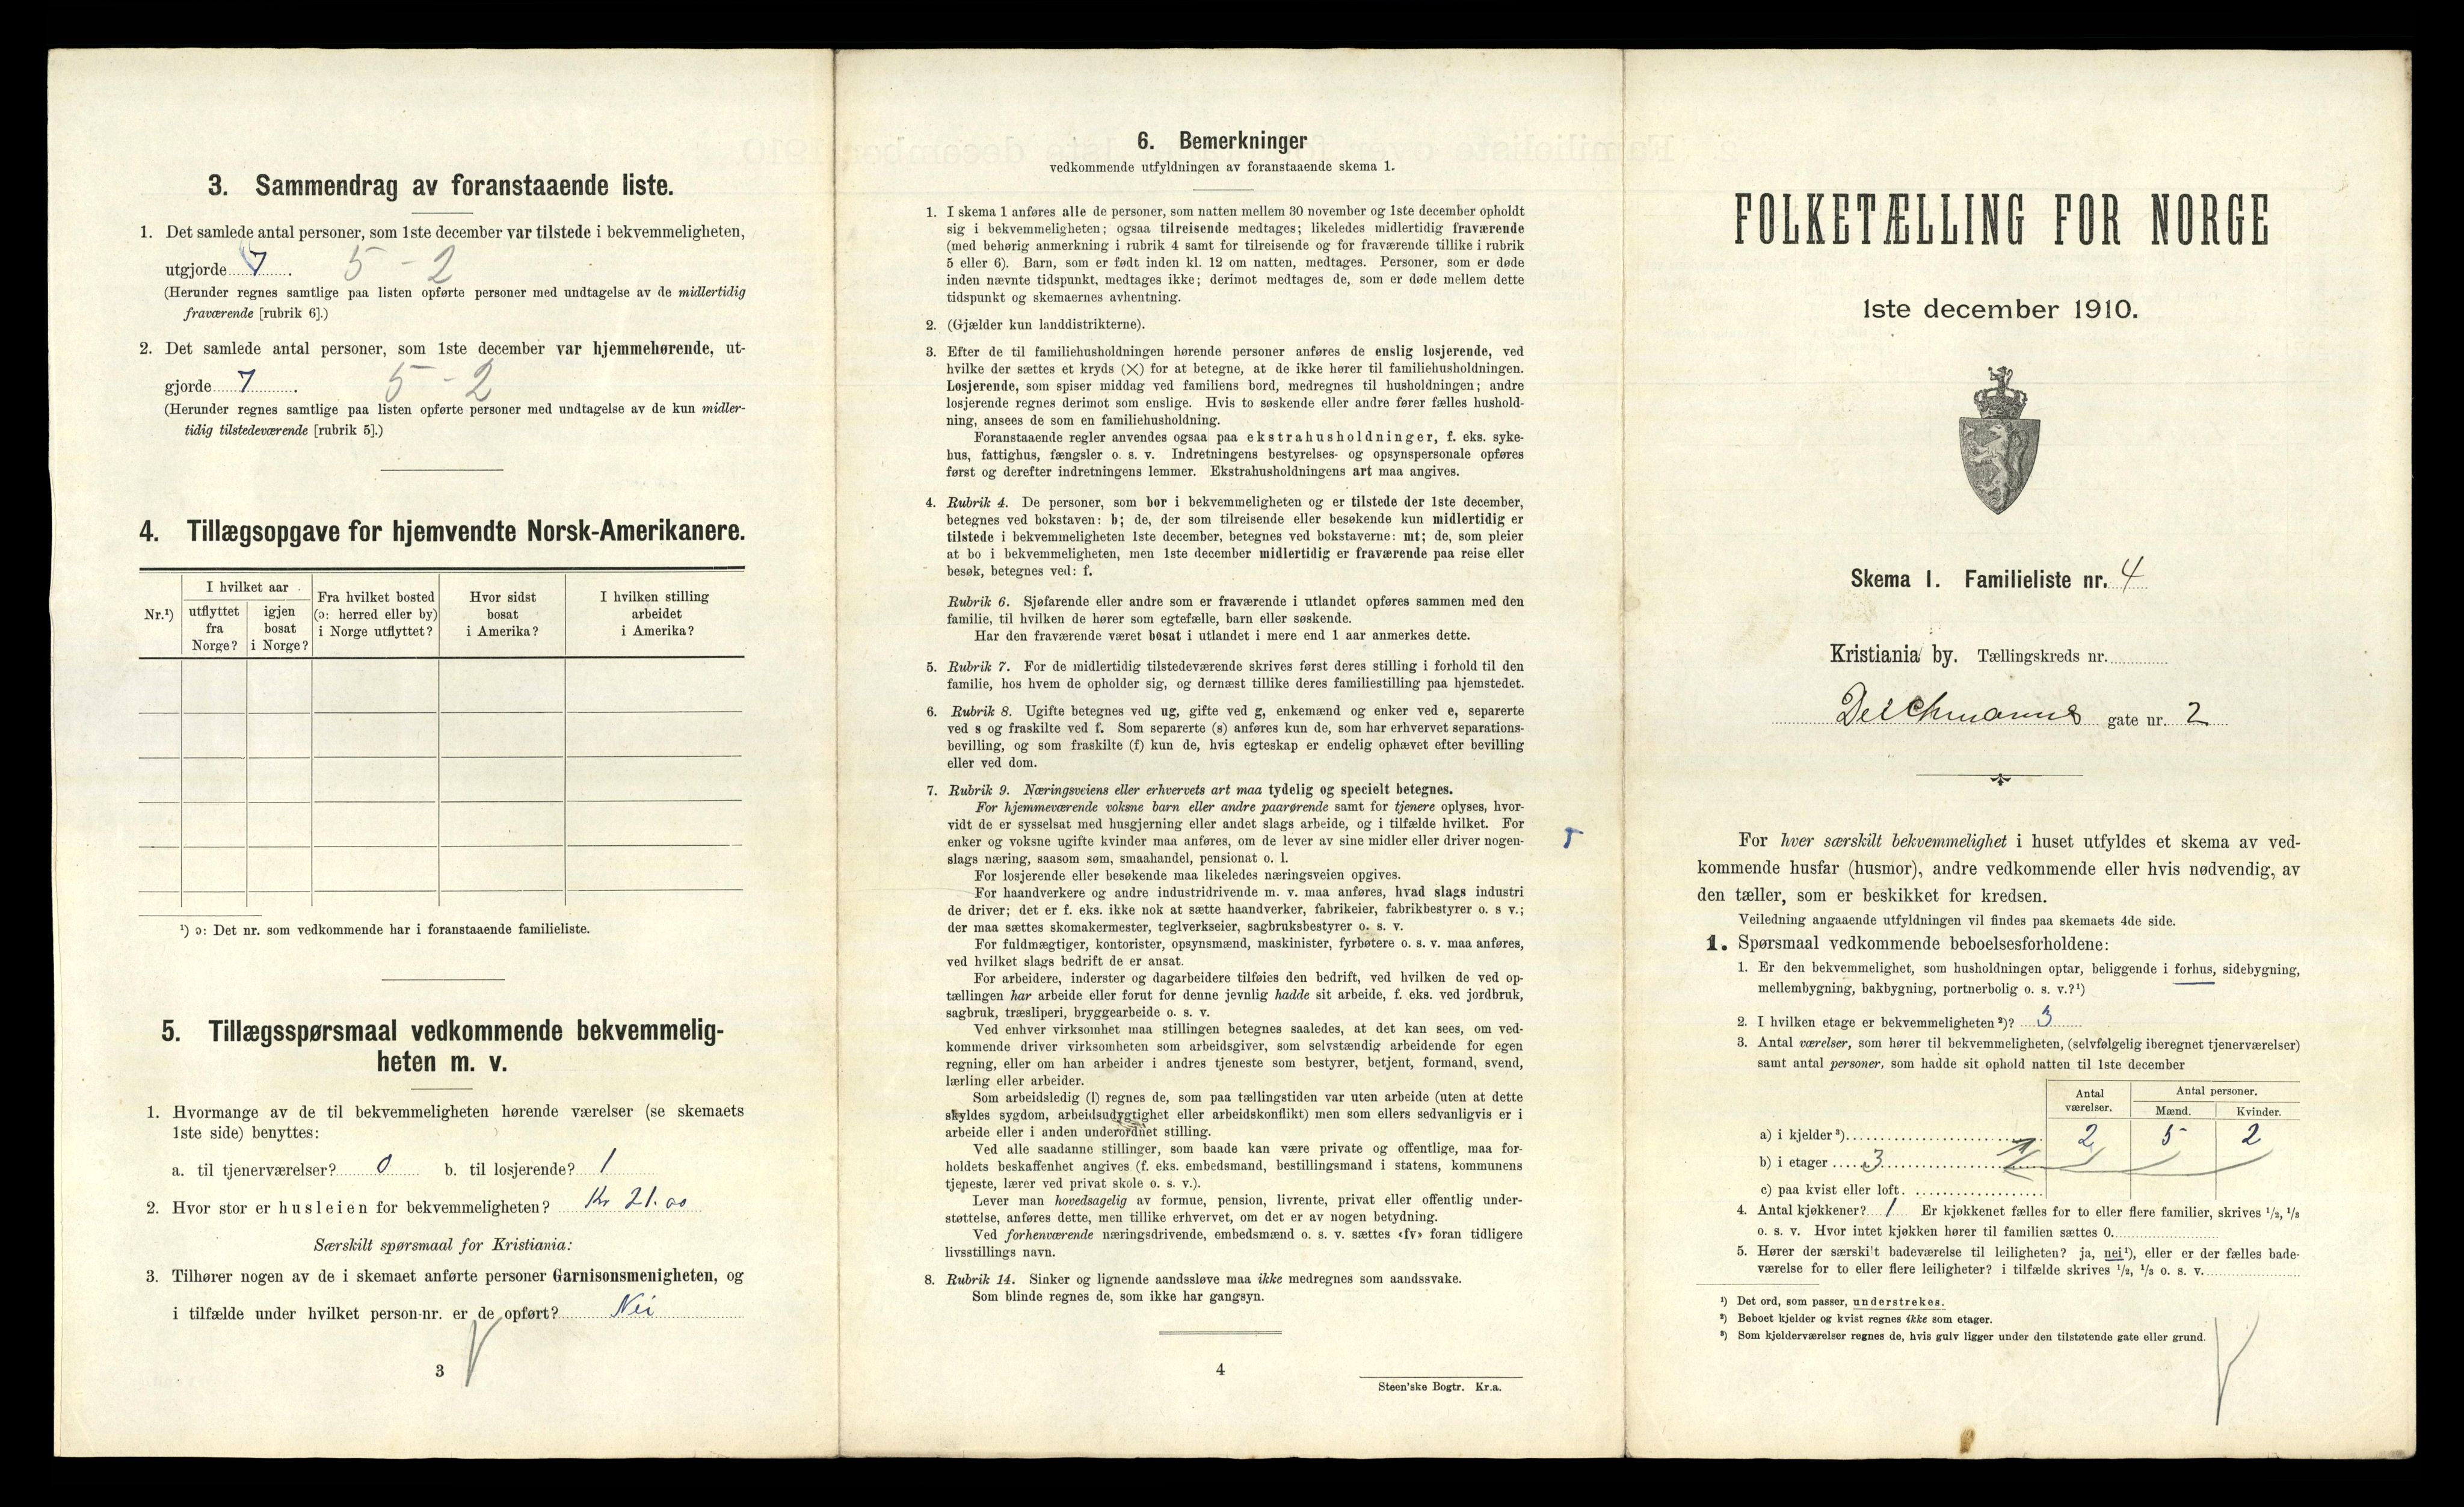 3. Sammendrag av foranstaaende liste.
1. Det samlede antal personer, som 1ste december var tilstede i bekvemmeligheten,
utgjorde 7. 5 - 2
(Herunder regnes samtlige paa listen opførte personer med undtagelse av de midlertidig
fraværende [rubrik 6].)
2. Det samlede antal personer, som 1ste december var hjemmehørende, ut-
gjorde 7. 5 - 2
(Herunder regnes samtlige paa listen opførte personer med undtagelse av de kun midler-
tidig tilstedeværende [rubrik 5].)
4. Tillægsopgave for hjemvendte Norsk-Amerikanere.
Nr.¹)
I hvilket aar
utflyttet fra Norge?
igjen bosat i Norge?
Fra hvilket bosted (ɔ: herred eller by) i Norge utflyttet?
Hvor sidst bosat i Amerika?
I hvilken stilling arbeidet i Amerika?
¹) ɔ: Det nr. som vedkommende har i foranstaaende familieliste.
5. Tillægsspørsmaal vedkommende bekvemmelig-
heten m. v.
1. Hvormange av de til bekvemmeligheten hørende værelser (se skemaets
1ste side) benyttes:
a. til tjenerværelser? 0 b. til losjerende? 1
2. Hvor stor er husleien for bekvemmeligheten? Kr 21.00
Særskilt spørsmaal for Kristiania:
3. Tilhører nogen av de i skemaet anførte personer Garnisonsmenigheten, og
i tilfælde under hvilket person-nr. er de opført? Nei
3
6. Bemerkninger
vedkommende utfyldningen av foranstaaende skema 1.
1. I skema 1 anføres alle de personer, som natten mellem 30 november og 1ste december opholdt
sig i bekvemmeligheten; ogsaa tilreisende medtages; likeledes midlertidig fraværende
(med behørig anmerkning i rubrik 4 samt for tilreisende og for fraværende tillike i rubrik
5 eller 6). Barn, som er født inden kl. 12 om natten, medtages. Personer, som er døde
inden nævnte tidspunkt, medtages ikke; derimot medtages de, som er døde mellem dette
tidspunkt og skemaernes avhentning.
2. (Gjælder kun landdistrikterne).
3. Efter de til familiehusholdningen hørende personer anføres de enslig losjerende, ved
hvilke der sættes et kryds (×) for at betegne, at de ikke hører til familiehusholdningen.
Losjerende, som spiser middag ved familiens bord, medregnes til husholdningen; andre
losjerende regnes derimot som enslige. Hvis to søskende eller andre fører fælles hushold-
ning, ansees de som en familiehusholdning.
Foranstaaende regler anvendes ogsaa paa ekstrahusholdninger, f. eks. syke-
hus, fattighus, fængsler o. s. v. Indretningens bestyrelses- og opsynspersonale opføres
først og derefter indretningens lemmer. Ekstrahusholdningens art maa angives.
4. Rubrik 4. De personer, som bor i bekvemmeligheten og er tilstede der 1ste december,
betegnes ved bokstaven: b; de, der som tilreisende eller besøkende kun midlertidig er
tilstede i bekvemmeligheten 1ste december, betegnes ved bokstaverne: mt; de, som pleier
at bo i bekvemmeligheten, men 1ste december midlertidig er fraværende paa reise eller
besøk, betegnes ved: f.
Rubrik 6. Sjøfarende eller andre som er fraværende i utlandet opføres sammen med den
familie, til hvilken de hører som egtefælle, barn eller søskende.
Har den fraværende været bosat i utlandet i mere end 1 aar anmerkes dette.
5. Rubrik 7. For de midlertidig tilstedeværende skrives først deres stilling i forhold til den
familie, hos hvem de opholder sig, og dernæst tillike deres familiestilling paa hjemstedet.
6. Rubrik 8. Ugifte betegnes ved ug, gifte ved g, enkemænd og enker ved e, separerte
ved s og fraskilte ved f. Som separerte (s) anføres kun de, som har erhvervet separations-
bevilling, og som fraskilte (f) kun de, hvis egteskap er endelig ophævet efter bevilling
eller ved dom.
7. Rubrik 9. Næringsveiens eller erhvervets art maa tydelig og specielt betegnes.
For hjemmeværende voksne barn eller andre paarørende samt for tjenere oplyses, hvor-
vidt de er sysselsat med husgjerning eller andet slags arbeide, og i tilfælde hvilket. For
enker og voksne ugifte kvinder maa anføres, om de lever av sine midler eller driver nogen-
slags næring, saasom søm, smaahandel, pensionat o. l.
For losjerende eller besøkende maa likeledes næringsveien opgives.
For haandverkere og andre industridrivende m. v. maa anføres, hvad slags industri
de driver; det er f. eks. ikke nok at sætte haandverker, fabrikeier, fabrikbestyrer o. s v.;
der maa sættes skomakermester, teglverkseier, sagbruksbestyrer o. s. v.
For fuldmægtiger, kontorister, opsynsmænd, maskinister, fyrbøtere o. s. v. maa anføres,
ved hvilket slags bedrift de er ansat.
For arbeidere, inderster og dagarbeidere tilføies den bedrift, ved hvilken de ved op-
tællingen har arbeide eller forut for denne jevnlig hadde sit arbeide, f. eks. ved jordbruk,
sagbruk, træsliperi, bryggearbeide o. s. v.
Ved enhver virksomhet maa stillingen betegnes saaledes, at det kan sees, om ved-
kommende driver virksomheten som arbeidsgiver, som selvstændig arbeidende for egen
regning, eller om han arbeider i andres tjeneste som bestyrer, betjent, formand, svend,
lærling eller arbeider.
Som arbeidsledig (l) regnes de, som paa tællingstiden var uten arbeide (uten at dette
skyldes sygdom, arbeidsudygtighet eller arbeidskonflikt) men som ellers sedvanligvis er i
arbeide eller i anden underordnet stilling.
Ved alle saadanne stillinger, som baade kan være private og offentlige, maa for-
holdets beskaffenhet angives (f. eks. embedsmand, bestillingsmand i statens, kommunens
tjeneste, lærer ved privat skole o. s. v.).
Lever man hovedsagelig av formue, pension, livrente, privat eller offentlig under-
støttelse, anføres dette, men tillike erhvervet, om det er av nogen betydning.
Ved forhenværende næringsdrivende, embedsmænd o. s. v. sættes «fv» foran tidligere
livsstillings navn.
8. Rubrik 14. Sinker og lignende aandssløve maa ikke medregnes som aandssvake.
Som blinde regnes de, som ikke har gangsyn.
4
Steen'ske Bogtr. Kr.a.
FOLKETÆLLING FOR NORGE
1ste december 1910.
Skema 1. Familieliste nr. 4
Kristiania by. Tællingskreds nr.
Deichmanns gate nr. 2
For hver særskilt bekvemmelighet i huset utfyldes et skema av ved-
kommende husfar (husmor), andre vedkommende eller hvis nødvendig, av
den tæller, som er beskikket for kredsen.
Veiledning angaaende utfyldningen vil findes paa skemaets 4de side.
1. Spørsmaal vedkommende beboelsesforholdene:
1. Er den bekvemmelighet, som husholdningen optar, beliggende i forhus, sidebygning,
mellembygning, bakbygning, portnerbolig o. s. v.?¹)
2. I hvilken etage er bekvemmeligheten²)? 3
3. Antal værelser, som hører til bekvemmeligheten, (selvfølgelig iberegnet tjenerværelser)
samt antal personer, som hadde sit ophold natten til 1ste december
Antal værelser. Antal personer.
Mænd. Kvinder.
a) i kjelder³) 2 5 2
b) i etager 3
c) paa kvist eller loft.
4. Antal kjøkkener? 1 Er kjøkkenet fælles for to eller flere familier, skrives 1/2, 1/3
o. s. v. Hvor intet kjøkken hører til familien sættes 0.
5. Hører der særskilt badeværelse til leiligheten? ja, nei¹), eller er der fælles bade-
værelse for to eller flere leiligheter? i tilfælde skrives 1/2, 1/3 o. s. v.
¹) Det ord, som passer, understrekes.
²) Beboet kjelder og kvist regnes ikke som etager.
³) Som kjelderværelser regnes de, hvis gulv ligger under den tilstøtende gate eller grund.